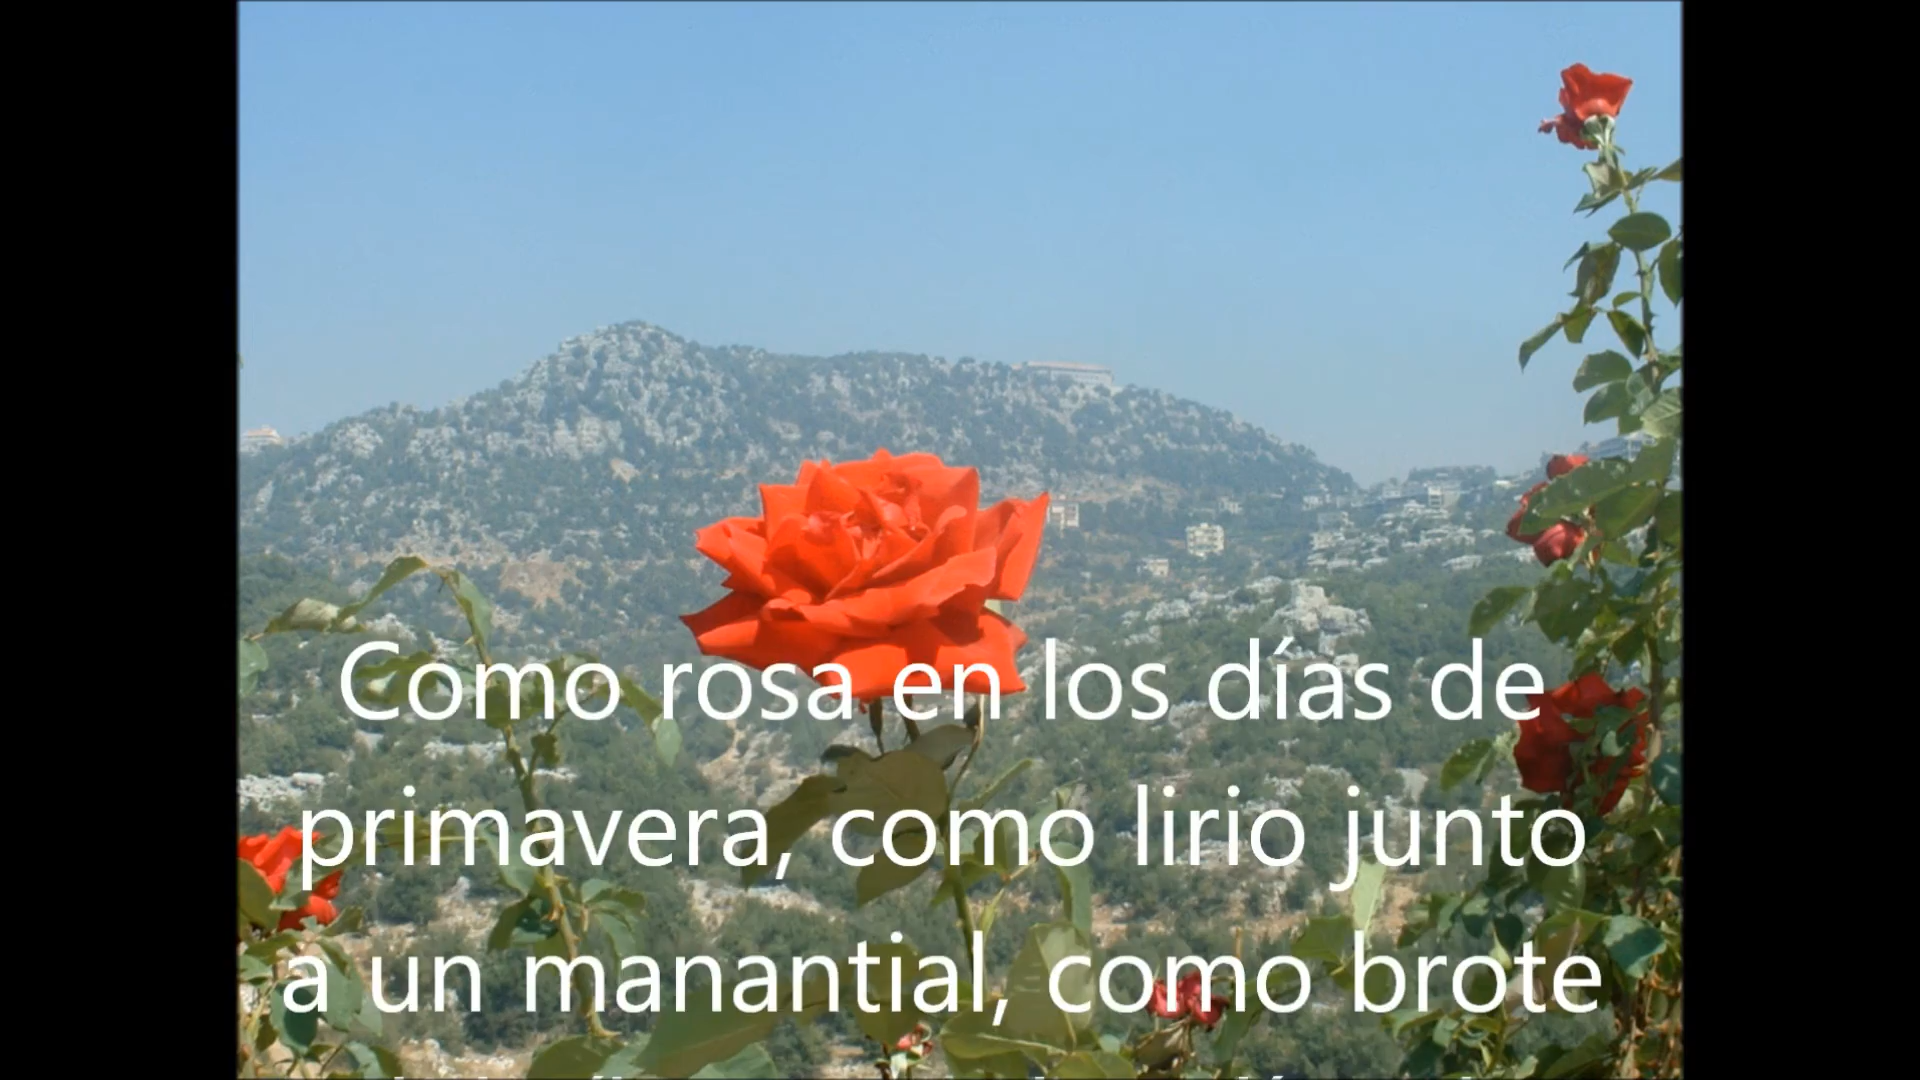 Como rosa en los días de
primavera, como lirio junto
a un manantial, como brote